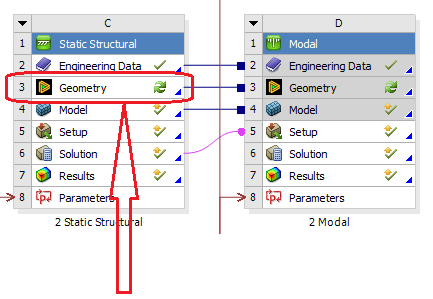 C
1 Static Structural
2 Engineering Data
3 Geometry
4 Model
5 Setup
6 Solution
7 Results
8 Parameters
2 Static Structural
D
1 Modal
2 Engineering Data
3 Geometry
4 Model
5 Setup
6 Solution
7 Results
8 Parameters
2 Modal